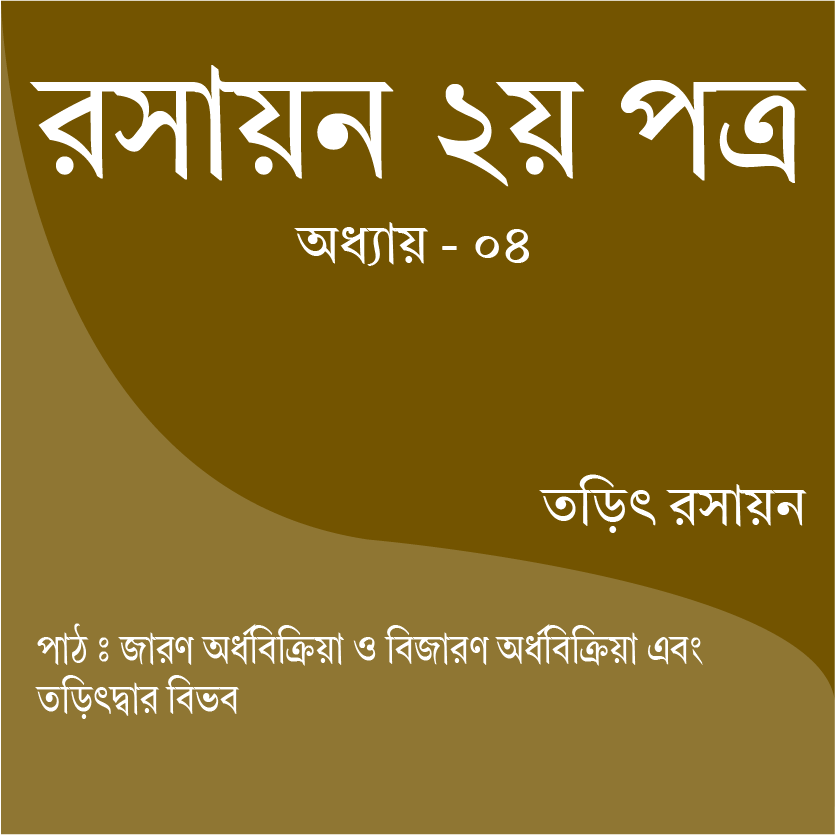 রসায়ন ২য় পত্র
অধ্যায় - ০৪
তড়িৎ রসায়ন
পাঠ ঃ জারণ অর্ধবিক্রিয়া ও বিজারণ অর্ধবিক্রিয়া এবং
তড়িৎদ্বার বিভব